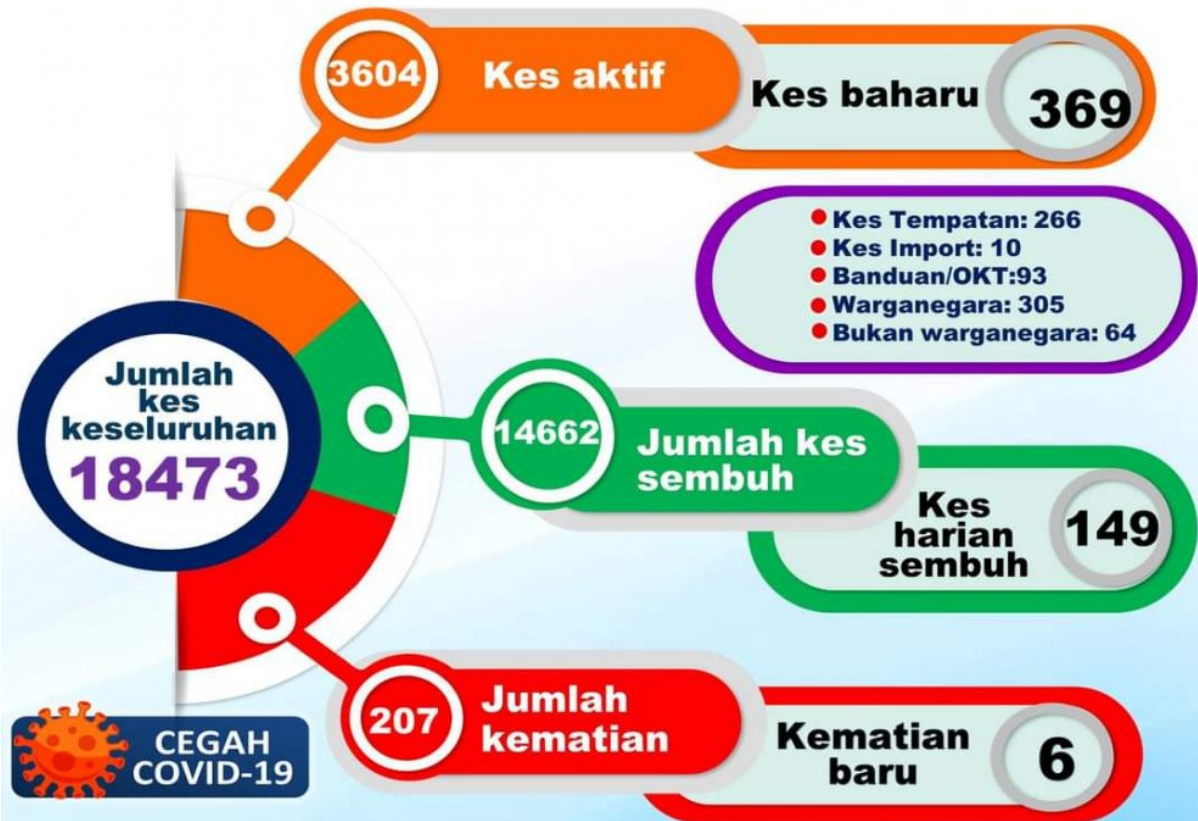 3604
Kes aktif
Kes baharu
369
Kes Tempatan: 266
Kes Import: 10
Banduan/OKT:93
Warganegara: 305
Bukan warganegara: 64
Jumlah
kes
keseluruhan
18473
14662
Jumlah kes
sembuh
Kes
harian
sembuh
149
207
Jumlah
kematian
Kematian
baru
6
CEGAH
COVID-19